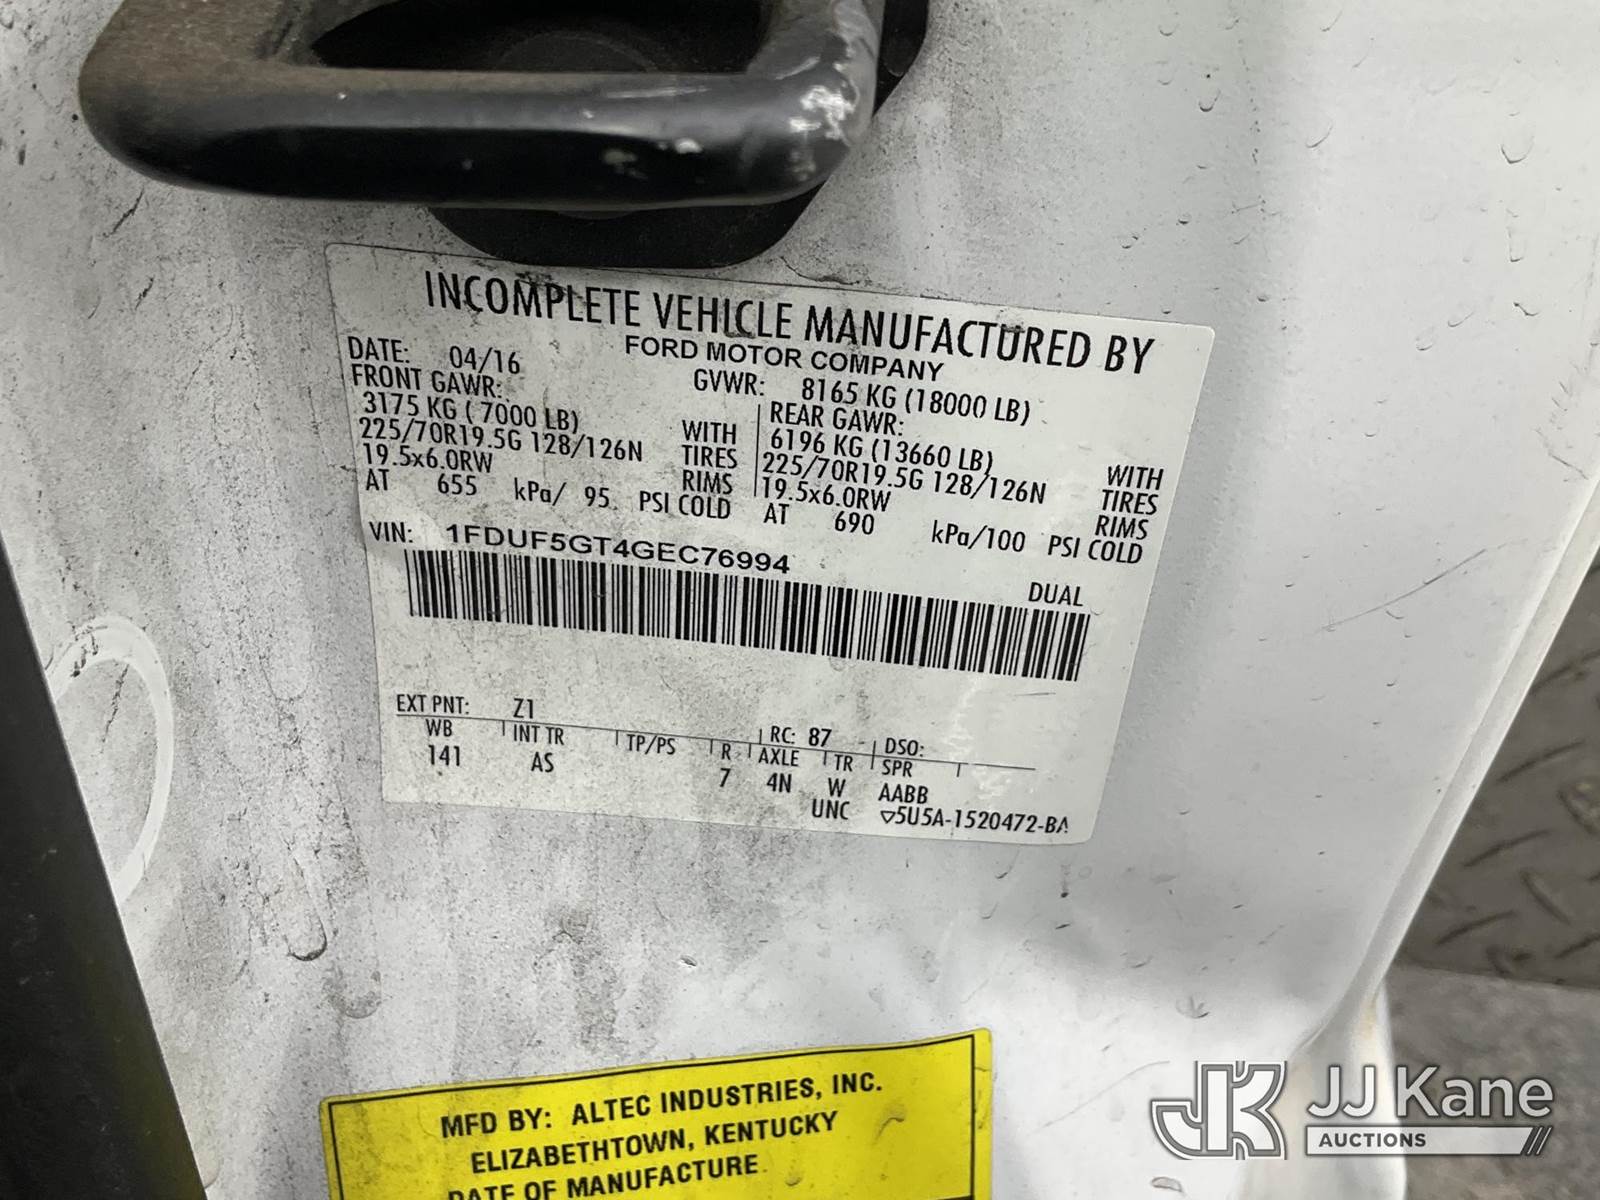 INCOMPLETE VEHICLE MANUFACTURED BY
FORD MOTOR COMPANY
DATE: 04/16 GVWR: 8165 KG (18000 LB)
FRONT GAWR: REAR GAWR:
3175 KG ( 7000 LB) WITH 6196 KG (13660 LB) WITH
225/70R19.5G 128/126N TIRES 225/70R19.5G 128/126N TIRES
19.5x6.0RW RIMS 19.5x6.0RW RIMS
AT 655 kPa/ 95 PSI COLD AT 690 kPa/100 PSI COLD
VIN: 1FDUF5GT4GEC76994
DUAL
EXT PNT: Z1 RC: 87 DSO:
WB INT TR TP/PS R AXLE TR SPR
141 AS 7 4N W AABB
UNC ▽5U5A-1520472-BA
MFD BY: ALTEC INDUSTRIES, INC.
ELIZABETHTOWN, KENTUCKY
DATE OF MANUFACTURE
JK JJ Kane
AUCTIONS